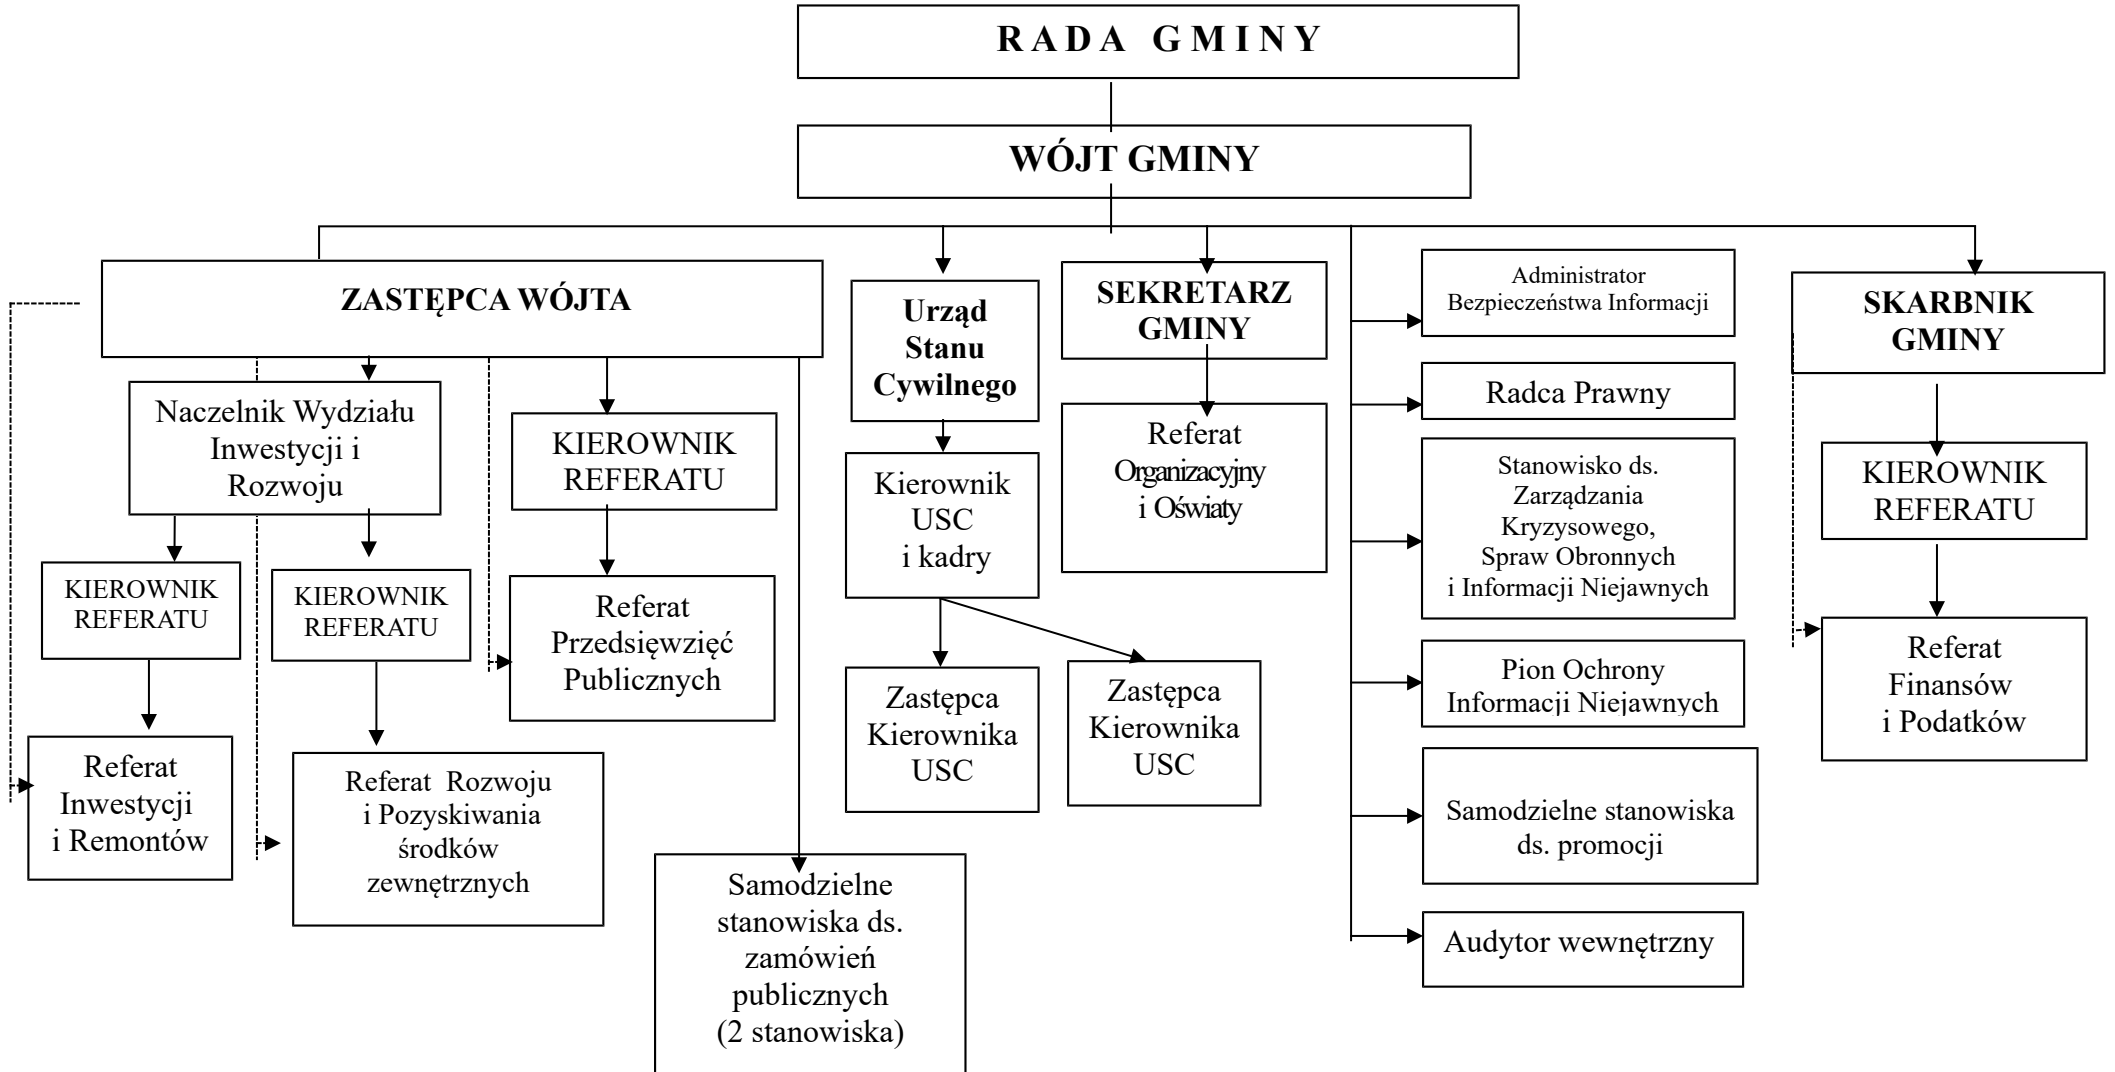 RADA GMINY
WÓJT GMINY
ZASTĘPCA WÓJTA
Naczelnik Wydziału
Inwestycji i
Rozwoju
KIEROWNIK
REFERATU
KIEROWNIK
REFERATU
Referat
Inwestycji
i Remontów
KIEROWNIK
REFERATU
Referat Rozwoju
i Pozyskiwania
środków
zewnętrznych
Referat
Przedsięwzięć
Publicznych
Samodzielne
stanowiska ds.
zamówień
publicznych
(2 stanowiska)
Urząd
Stanu
Cywilnego
Kierownik
USC
i kadry
Zastępca
Kierownika
USC
Zastępca
Kierownika
USC
SEKRETARZ
GMINY
Referat
Organizacyjny
i Oświaty
Administrator
Bezpieczeństwa Informacji
Radca Prawny
Stanowisko ds.
Zarządzania
Kryzysowego,
Spraw Obronnych
i Informacji Niejawnych
Pion Ochrony
Informacji Niejawnych
Samodzielne stanowiska
ds. promocji
Audytor wewnętrzny
SKARBNIK
GMINY
KIEROWNIK
REFERATU
Referat
Finansów
i Podatków